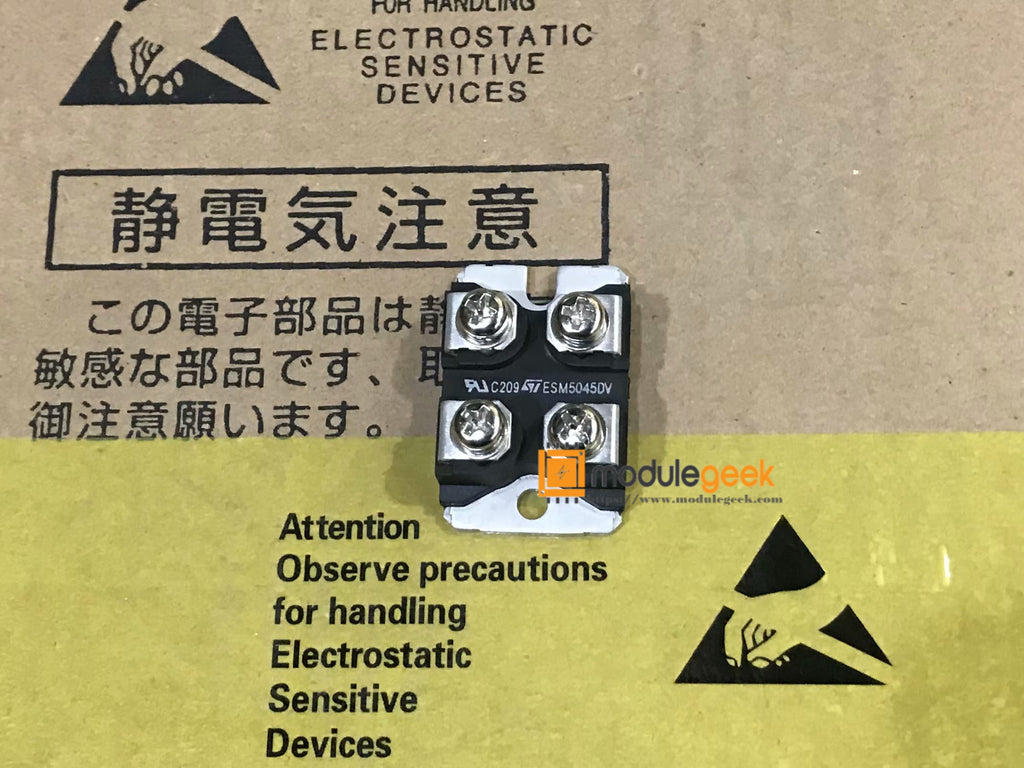 FOR HANDLING
ELECTROSTATIC
SENSITIVE
DEVICES
静電気注意
この電子部品は静
敏感な部品です、取
御注意願います。
C209 ST ESM5045DV
modulegeek
https://www.modulegeek.com
Attention
Observe precautions
for handling
Electrostatic
Sensitive
Devices